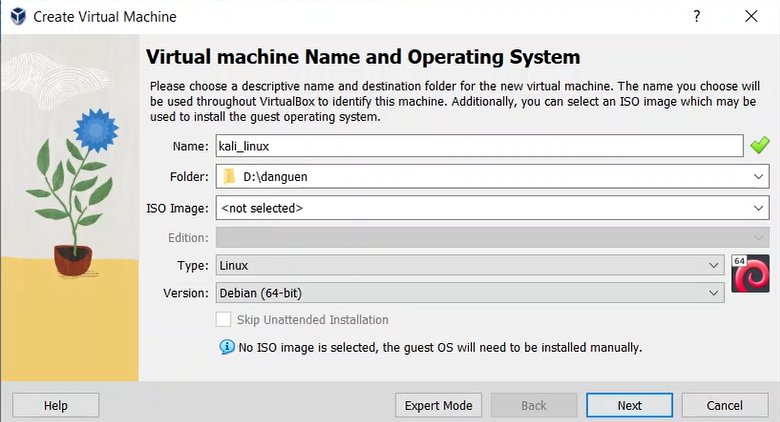 Create Virtual Machine ?
Virtual machine Name and Operating System
Please choose a descriptive name and destination folder for the new virtual machine. The name you choose will
be used throughout VirtualBox to identify this machine. Additionally, you can select an ISO image which may be
used to install the guest operating system.
Name: kali_linux
Folder: D:\danguen
ISO Image: <not selected>
Edition:
Type: Linux
64
Version: Debian (64-bit)
Skip Unattended Installation
No ISO image is selected, the guest OS will need to be installed manually.
Help Expert Mode Back Next Cancel